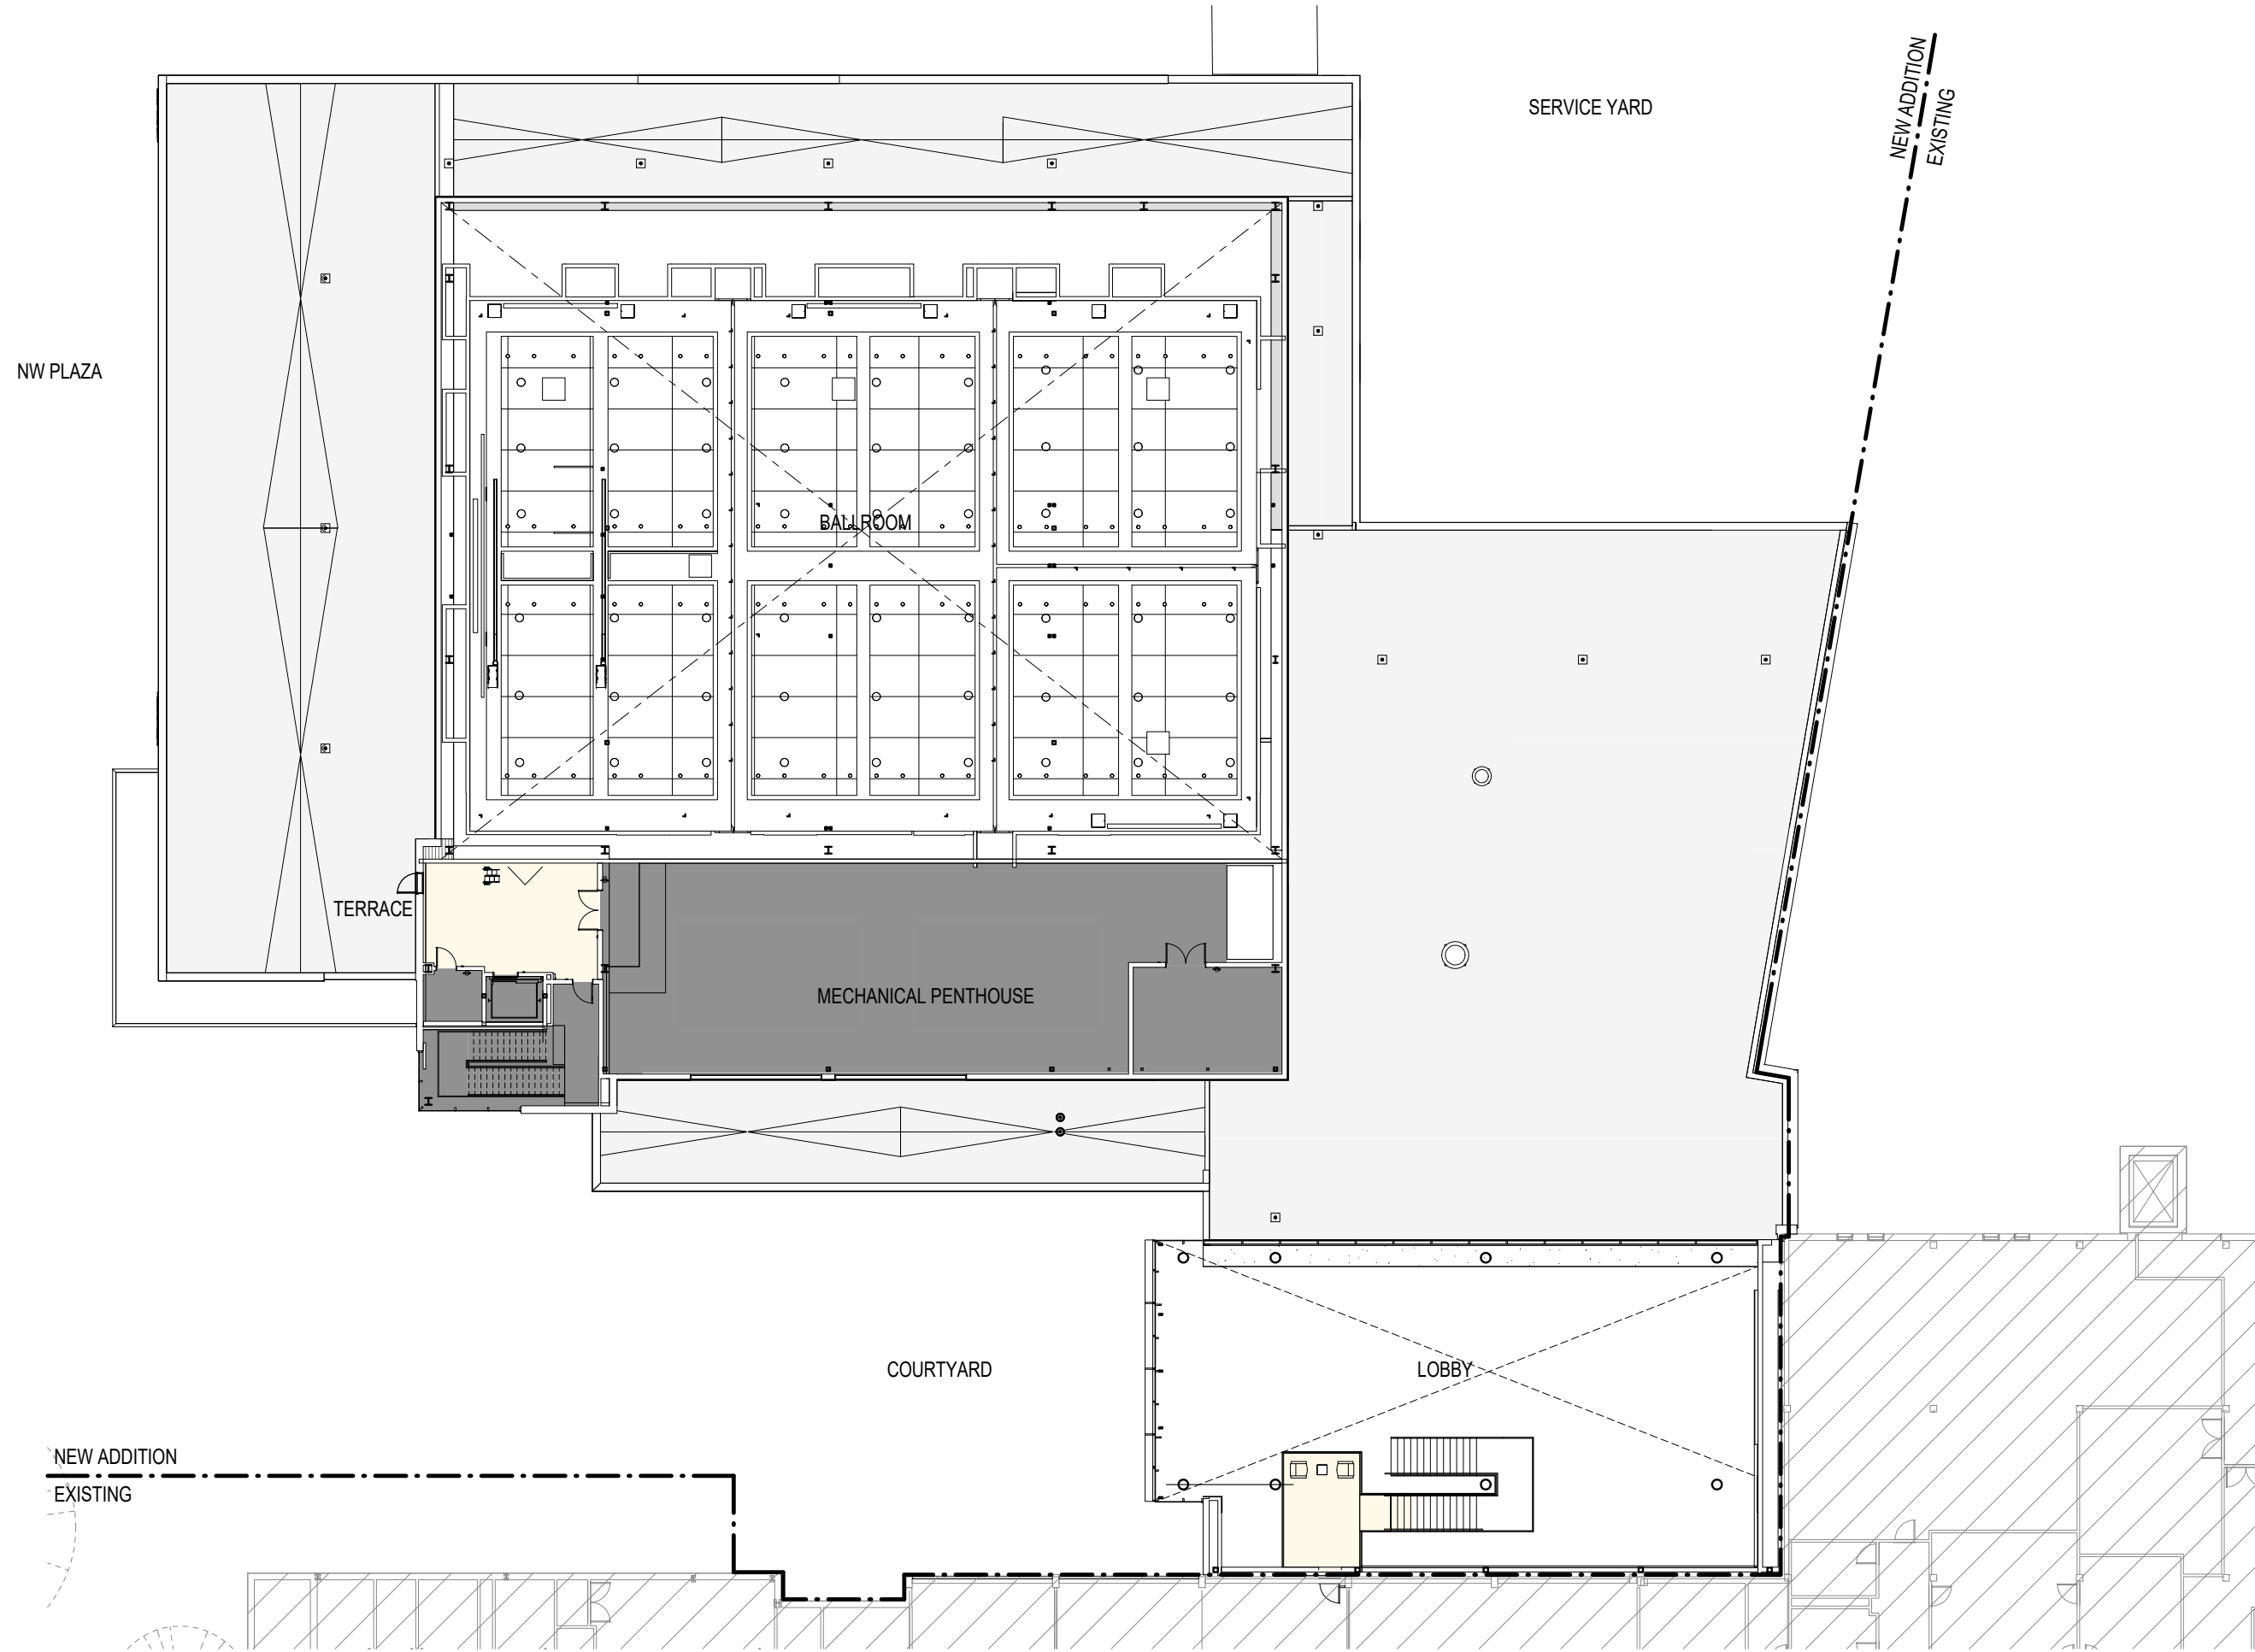 NEW ADDITION
EXISTING
SERVICE YARD
NW PLAZA
BALLROOM
TERRACE
MECHANICAL PENTHOUSE
COURTYARD
LOBBY
NEW ADDITION
EXISTING